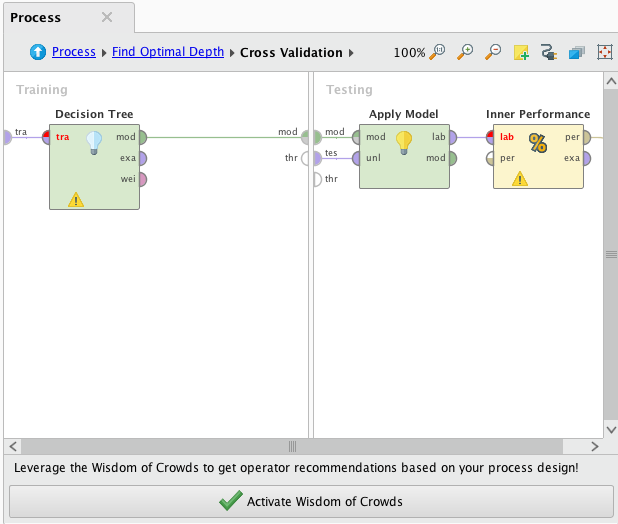 Process
Process Find Optimal Depth Cross Validation 100%
Training Testing
Decision Tree Apply Model Inner Performance
tra tra mod mod mod mod lab lab per
exa thr tes unl mod per exa
wei thr
Leverage the Wisdom of Crowds to get operator recommendations based on your process design!
Activate Wisdom of Crowds